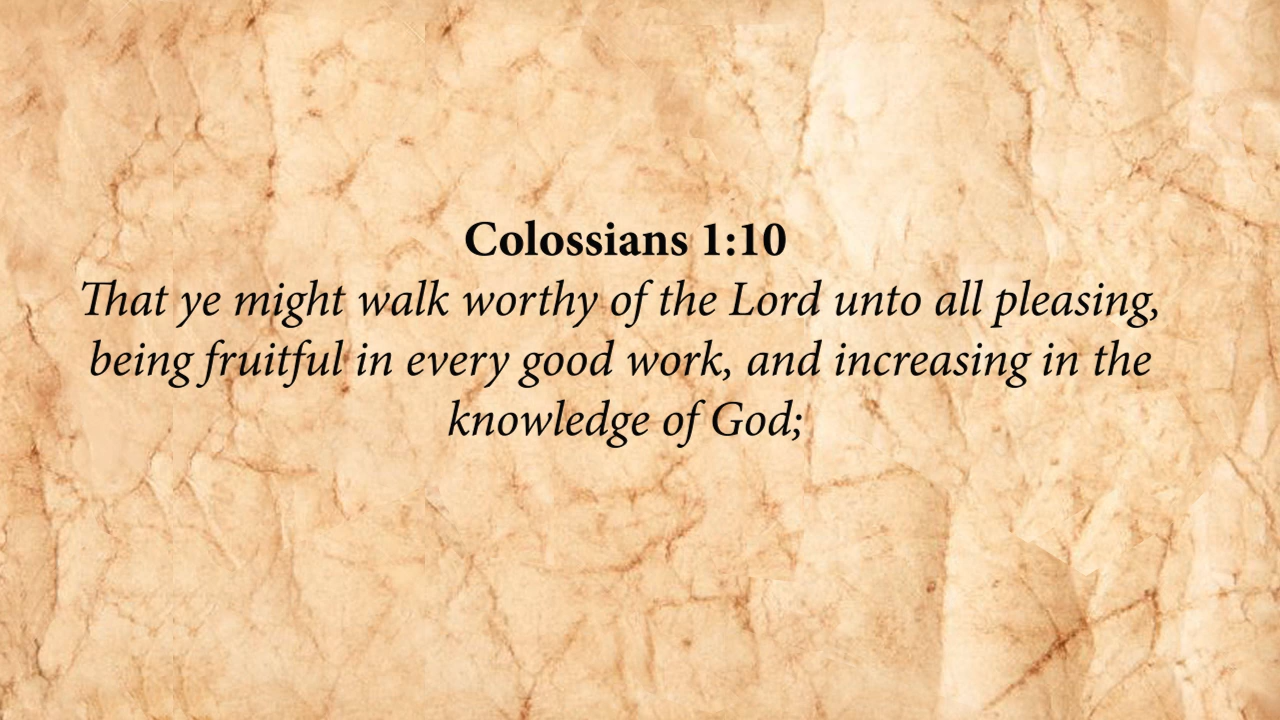 Colossians 1:10
That ye might walk worthy of the Lord unto all pleasing,
being fruitful in every good work, and increasing in the
knowledge of God;